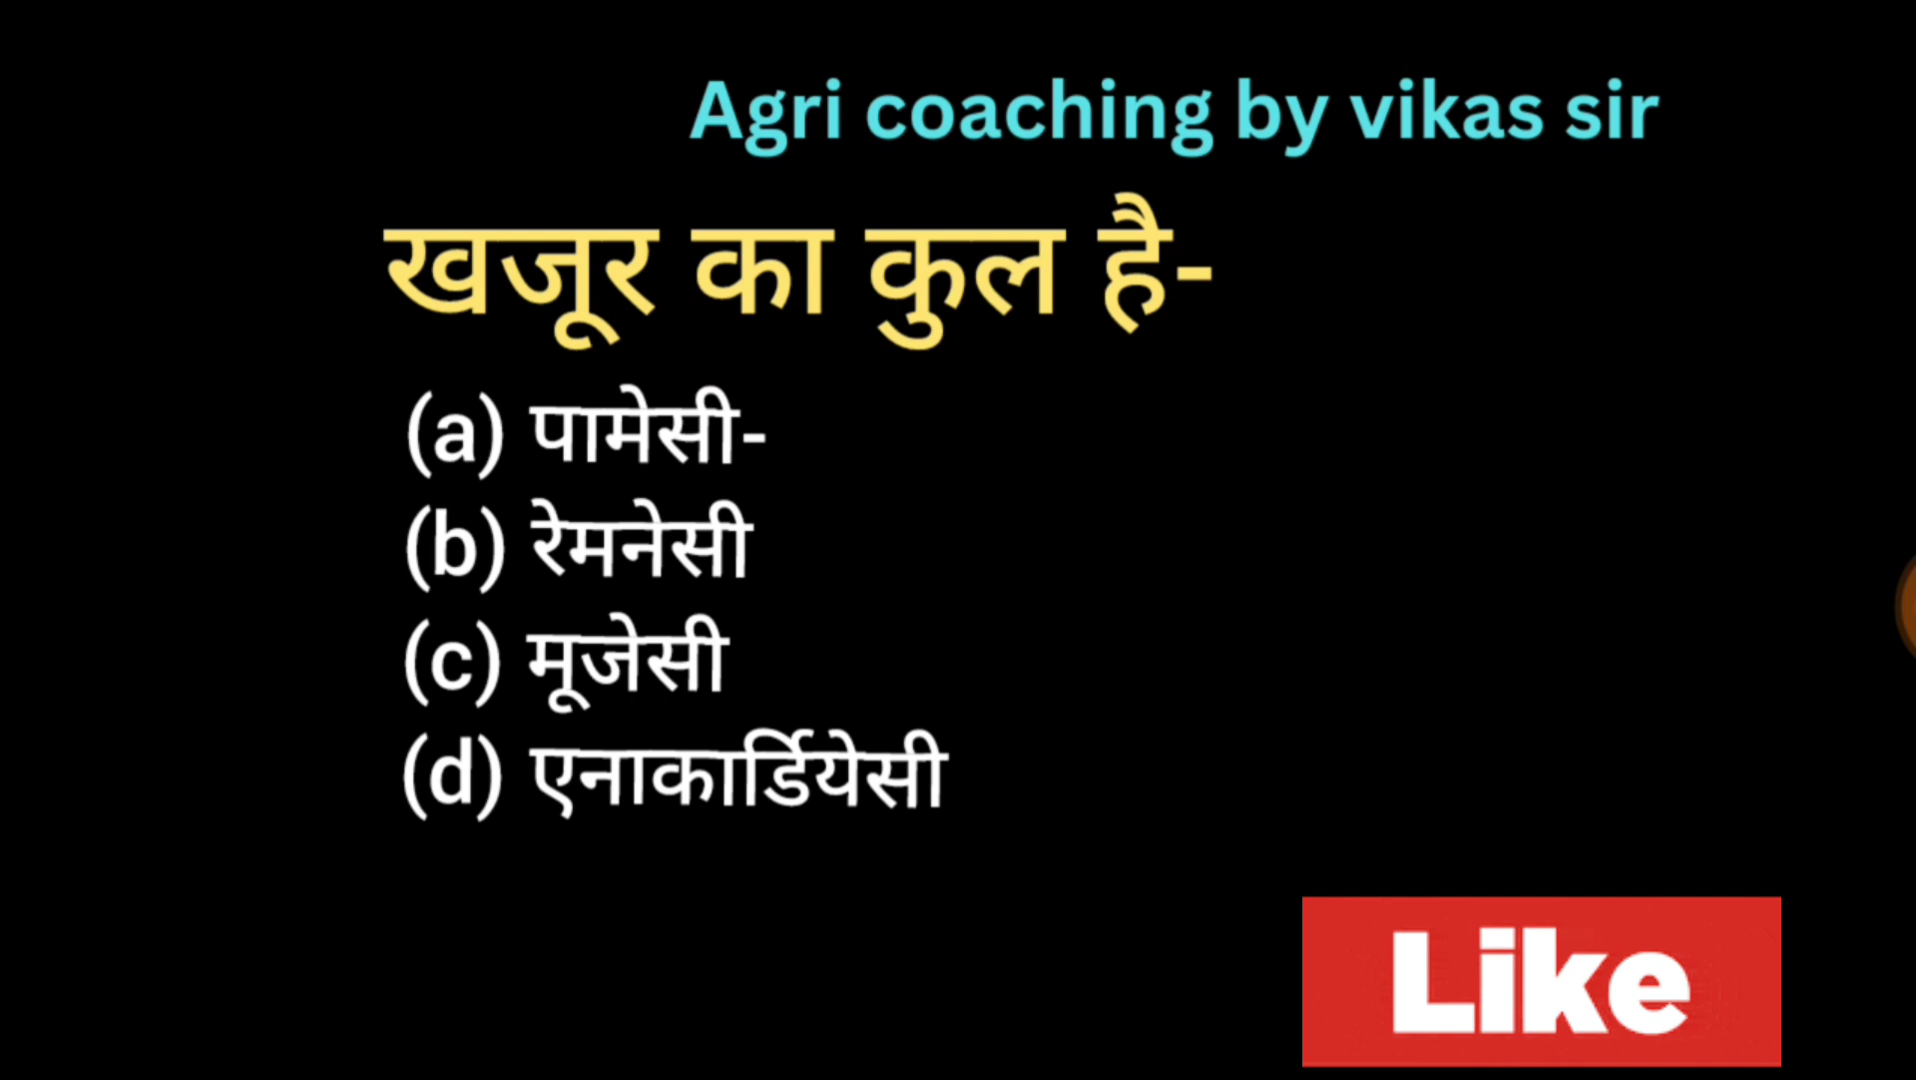 Agri coaching by vikas sir
खजूर का कुल है-
(a) पामेसी-
(b) रेमनेसी
(c) मूजेसी
(d) एनाकार्डियेसी
Like